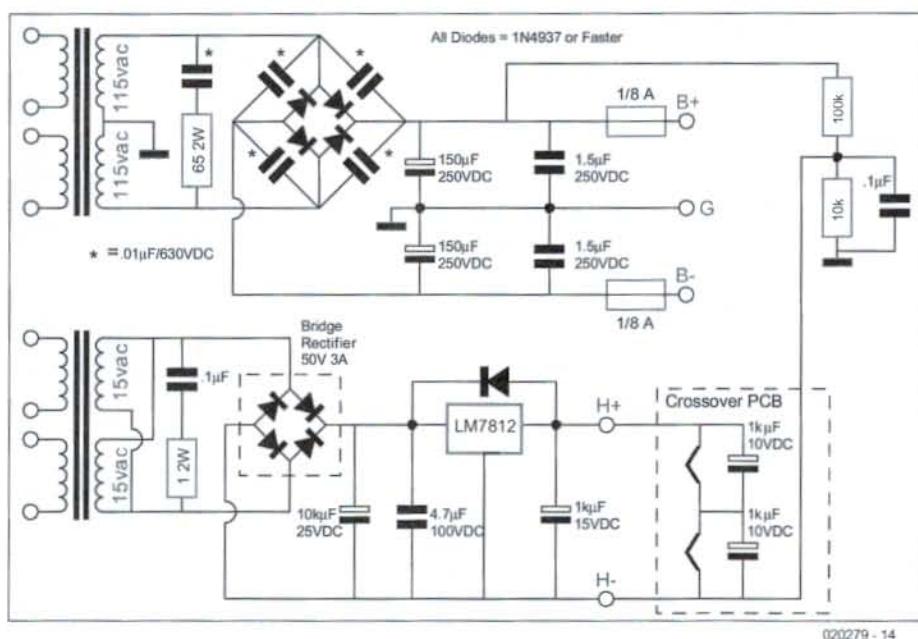 All Diodes = 1N4937 or Faster
115vac
115vac
65 2W
*
*
*
*
*
* = .01µF/630VDC
150µF
250VDC
1.5µF
250VDC
150µF
250VDC
1.5µF
250VDC
1/8 A
B+
G
B-
1/8 A
100k
10k
.1µF
15vac
15vac
.1µF
1 2W
Bridge
Rectifier
50V 3A
LM7812
10kµF
25VDC
4.7µF
100VDC
1kµF
15VDC
H+
H-
Crossover PCB
1kµF
10VDC
1kµF
10VDC
020279 - 14